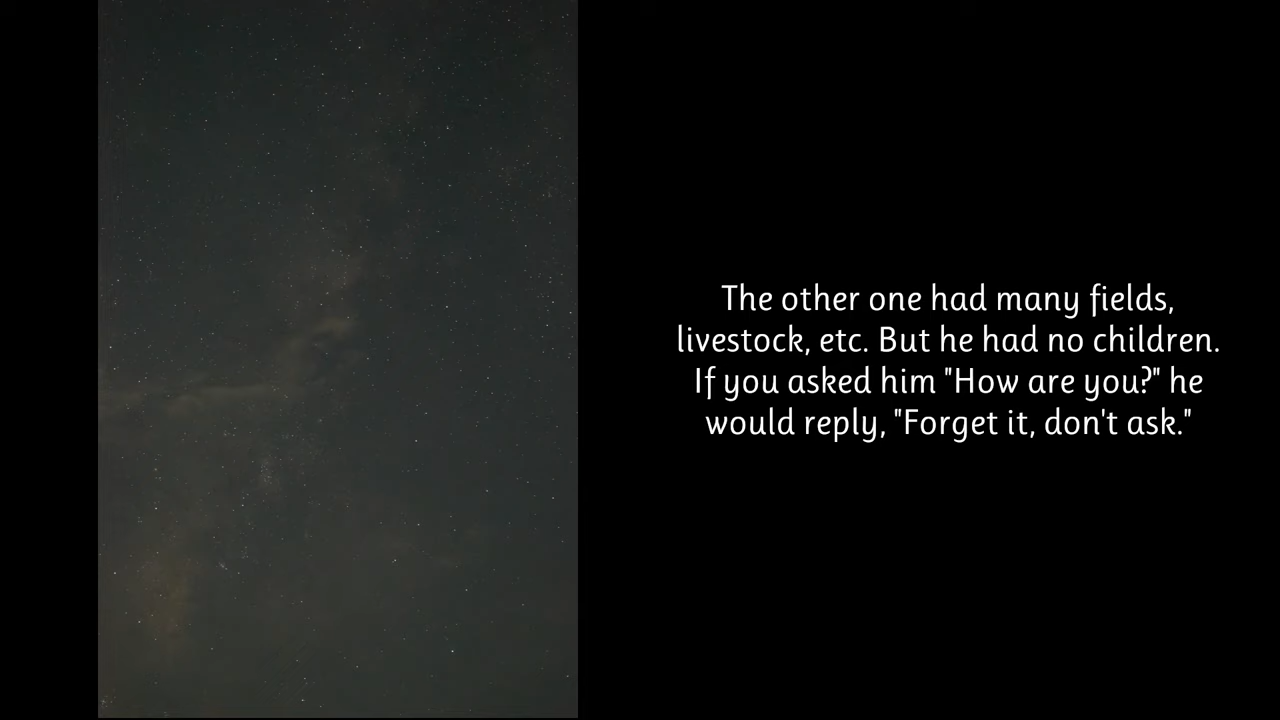 The other one had many fields,
livestock, etc. But he had no children.
If you asked him "How are you?" he
would reply, "Forget it, don't ask."